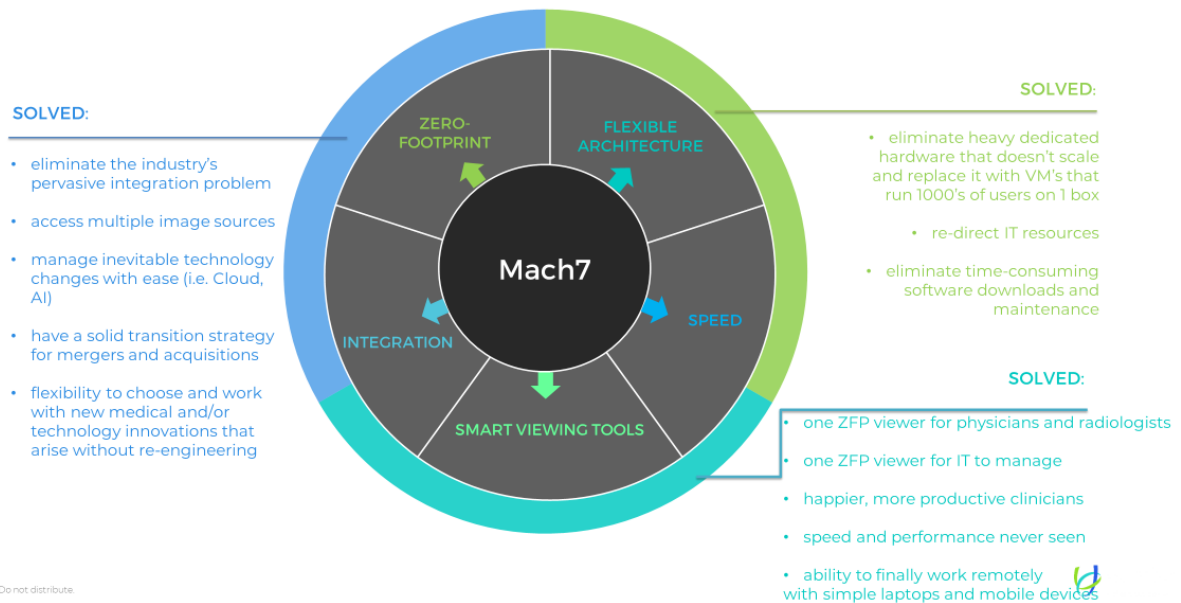 SOLVED:
• eliminate the industry’s
pervasive integration problem
• access multiple image sources
• manage inevitable technology
changes with ease (i.e. Cloud,
AI)
• have a solid transition strategy
for mergers and acquisitions
• flexibility to choose and work
with new medical and/or
technology innovations that
arise without re-engineering
ZERO-
FOOTPRINT
FLEXIBLE
ARCHITECTURE
Mach7
INTEGRATION
SPEED
SMART VIEWING TOOLS
SOLVED:
• eliminate heavy dedicated
hardware that doesn’t scale
and replace it with VM’s that
run 1000’s of users on 1 box
• re-direct IT resources
• eliminate time-consuming
software downloads and
maintenance
SOLVED:
• one ZFP viewer for physicians and radiologists
• one ZFP viewer for IT to manage
• happier, more productive clinicians
• speed and performance never seen
• ability to finally work remotely
with simple laptops and mobile devices
Do not distribute.